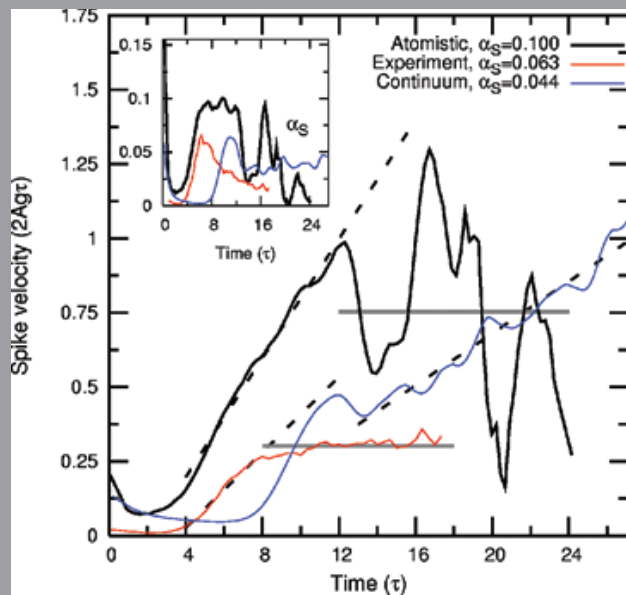 Atomistic, αS=0.100
Experiment, αS=0.063
Continuum, αS=0.044
1.75
1.5
1.25
1
0.75
0.5
0.25
0
0.15
0.1
0.05
0
αS
0 8 16 24
Time (τ)
Spike velocity (2Agτ)
0 4 8 12 16 20 24
Time (τ)